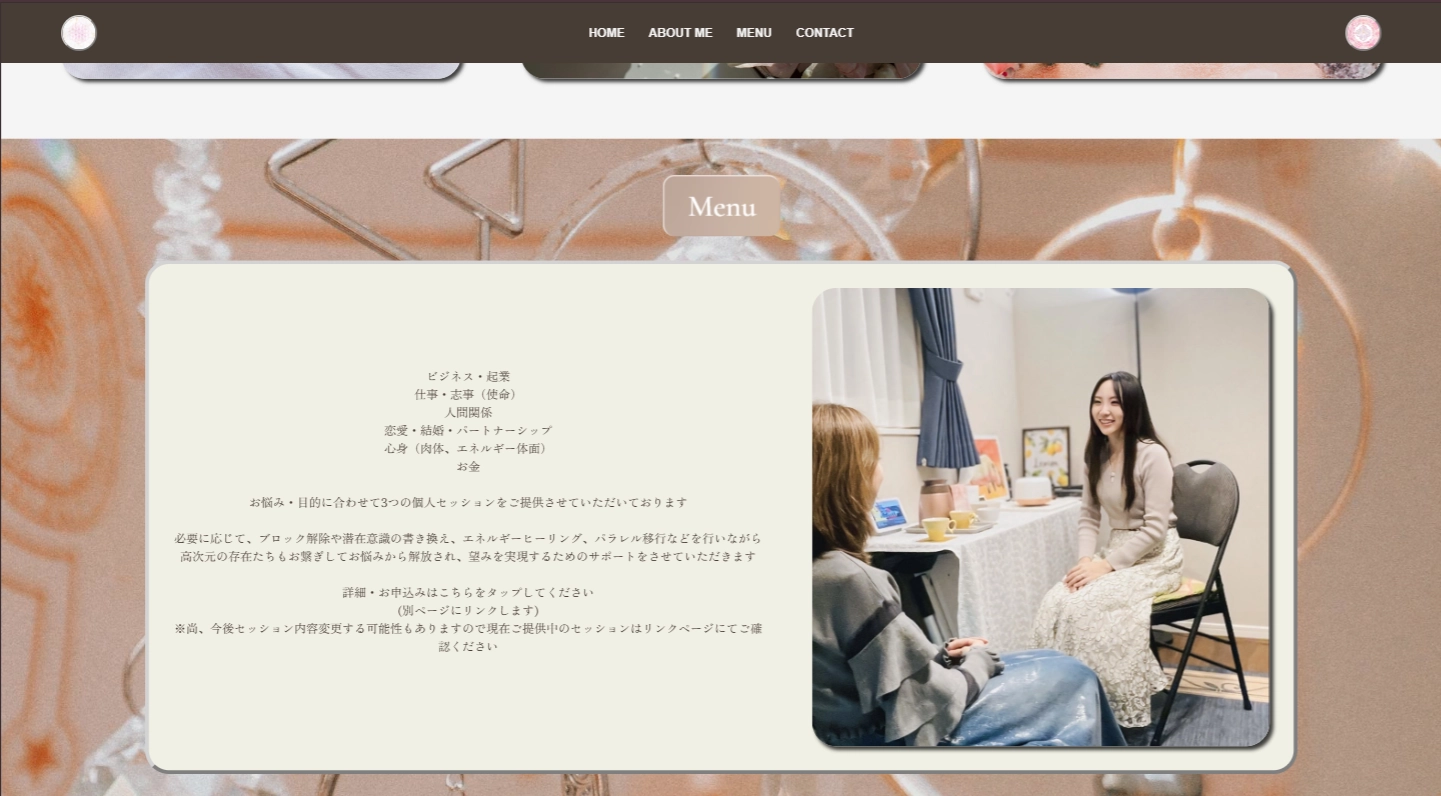 HOME
ABOUT ME
MENU
CONTACT
Menu
ビジネス・起業
仕事・志事（使命）
人間関係
恋愛・結婚・パートナーシップ
心身（肉体、エネルギー体面）
お金
お悩み・目的に合わせて3つの個人セッションをご提供させていただいております
必要に応じて、ブロック解除や潜在意識の書き換え、エネルギーヒーリング、パラレル移行などを行いながら
高次元の存在たちもお繋ぎしてお悩みから解放され、望みを実現するためのサポートをさせていただきます
詳細・お申込みはこちらをタップしてください
(別ページにリンクします)
※尚、今後セッション内容変更する可能性もありますので現在ご提供中のセッションはリンクページにてご確
認ください